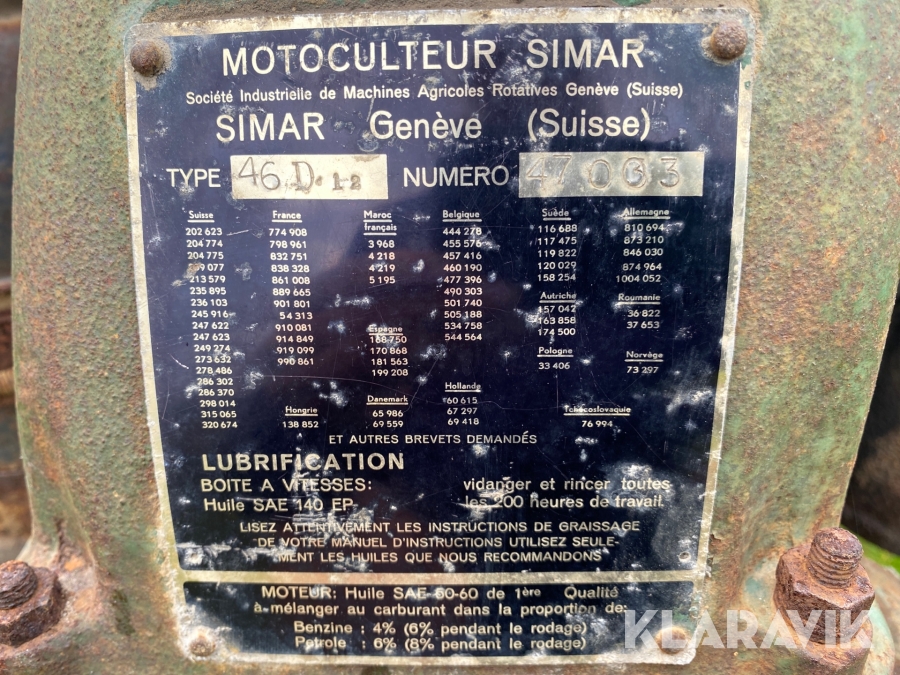 MOTOCULTEUR SIMAR
Société Industrielle de Machines Agricoles Rotatives Genève (Suisse)
SIMAR Genève (Suisse)
TYPE 46 D. 12 NUMERO 47063
Suisse
202 623
204 774
204 775
213 579
235 895
236 103
245 916
247 622
247 623
249 274
273 632
278 486
286 302
286 370
298 014
315 065
320 674
France
774 908
798 961
832 751
838 328
861 008
889 665
901 801
54 313
910 081
914 849
919 099
990 861
Hongrie
138 852
Maroc
français
3 968
4 218
4 219
5 195
Espagne
168 750
170 868
181 563
199 208
Danemark
65 986
69 559
Belgique
444 278
455 576
457 416
460 190
477 396
490 303
501 740
505 188
534 758
544 564
Hollande
60 615
67 297
69 418
Suède
116 688
117 475
119 822
120 029
158 254
Autriche
157 042
163 858
174 500
Pologne
33 406
Allemagne
810 694
873 210
846 030
874 964
1004 052
Roumanie
36 822
37 653
Norvège
73 297
Tchécoslovaquie
76 994
ET AUTRES BREVETS DEMANDÉS
LUBRIFICATION
BOITE A VITESSES: vidanger et rincer toutes
Huile SAE 140 EP. les 200 heures de travail.
LISEZ ATTENTIVEMENT LES INSTRUCTIONS DE GRAISSAGE
DE VOTRE MANUEL D'INSTRUCTIONS UTILISEZ SEULE-
MENT LES HUILES QUE NOUS RECOMMANDONS
MOTEUR: Huile SAE 50-60 de 1ère Qualité
à mélanger au carburant dans la proportion de:
Benzine : 4% (6% pendant le rodage)
Petrole : 6% (8% pendant le rodage)
KLARAVIK